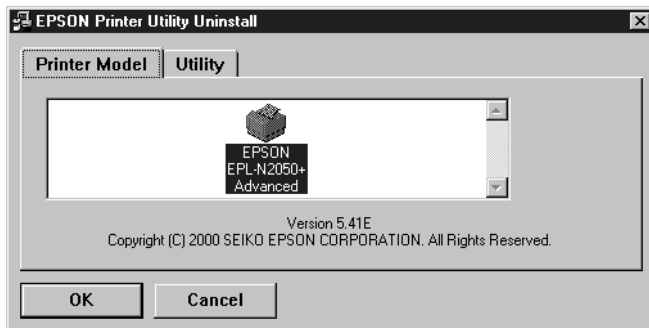 EPSON Printer Utility Uninstall
Printer Model Utility
EPSON
EPL-N2050+
Advanced
Version 5.41E
Copyright (C) 2000 SEIKO EPSON CORPORATION. All Rights Reserved.
OK Cancel